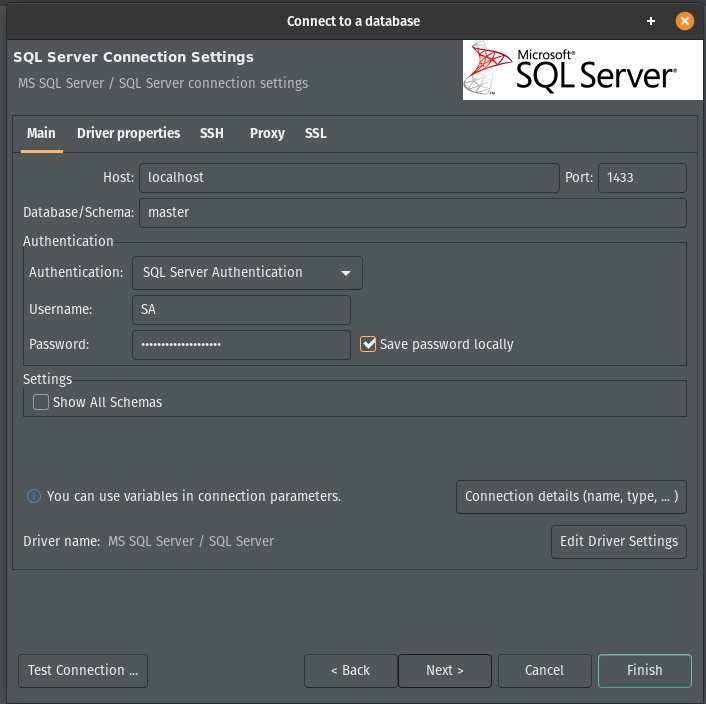 Connect to a database
SQL Server Connection Settings
MS SQL Server / SQL Server connection settings
Microsoft®
SQL Server®
Main Driver properties SSH Proxy SSL
Host: localhost Port: 1433
Database/Schema: master
Authentication
Authentication: SQL Server Authentication
Username: SA
Password: ••••••••••••••••••••
Save password locally
Settings
Show All Schemas
You can use variables in connection parameters.
Connection details (name, type, ... )
Driver name: MS SQL Server / SQL Server
Edit Driver Settings
Test Connection ... < Back Next > Cancel Finish